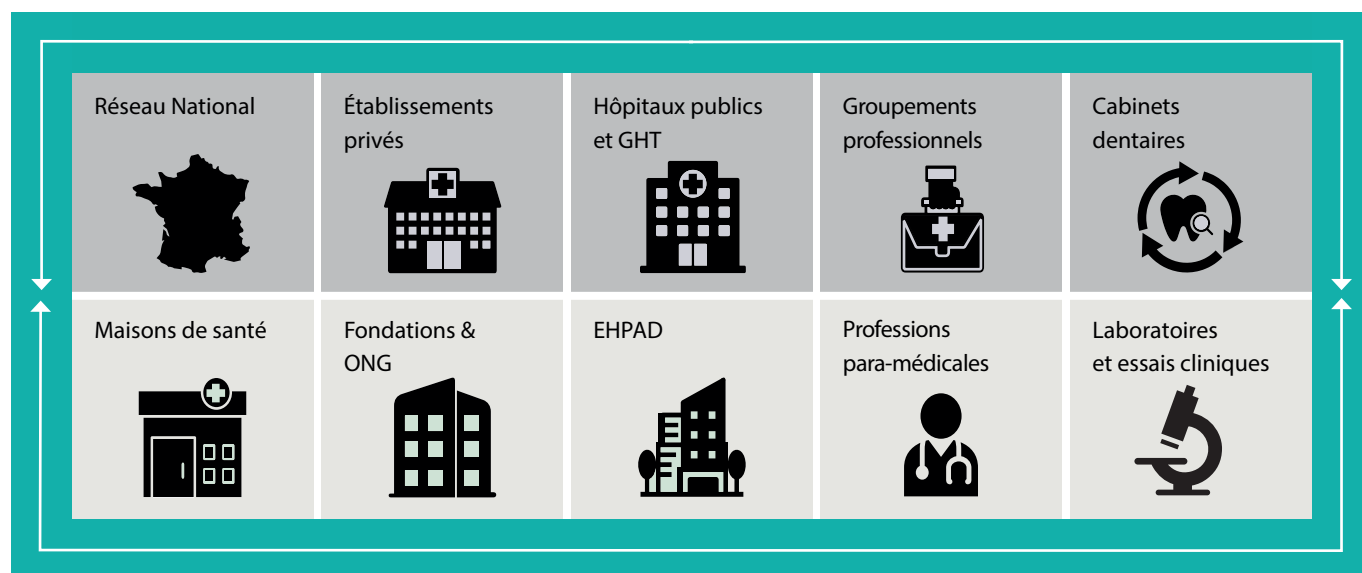 Réseau National
Établissements
privés
Hôpitaux publics
et GHT
Groupements
professionnels
Cabinets
dentaires
Maisons de santé
Fondations &
ONG
EHPAD
Professions
para-médicales
Laboratoires
et essais cliniques